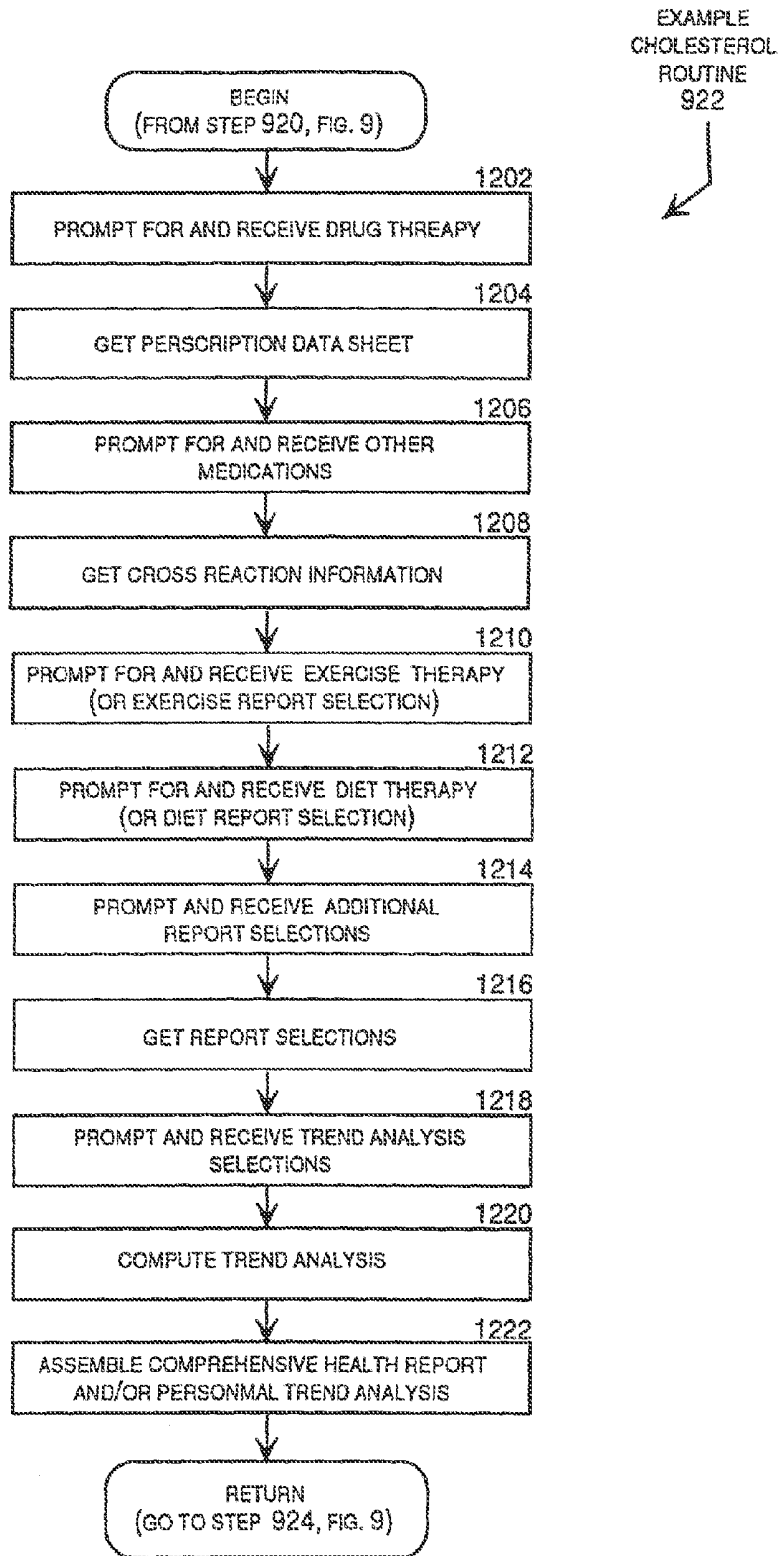 EXAMPLE
CHOLESTEROL
ROUTINE
922
BEGIN
(FROM STEP 920, FIG. 9)
1202
PROMPT FOR AND RECEIVE DRUG THREAPY
1204
GET PERSCRIPTION DATA SHEET
1206
PROMPT FOR AND RECEIVE OTHER
MEDICATIONS
1208
GET CROSS REACTION INFORMATION
1210
PROMPT FOR AND RECEIVE EXERCISE THERAPY
(OR EXERCISE REPORT SELECTION)
1212
PROMPT FOR AND RECEIVE DIET THERAPY
(OR DIET REPORT SELECTION)
1214
PROMPT AND RECEIVE ADDITIONAL
REPORT SELECTIONS
1216
GET REPORT SELECTIONS
1218
PROMPT AND RECEIVE TREND ANALYSIS
SELECTIONS
1220
COMPUTE TREND ANALYSIS
1222
ASSEMBLE COMPREHENSIVE HEALTH REPORT
AND/OR PERSONMAL TREND ANALYSIS
RETURN
(GO TO STEP 924, FIG. 9)